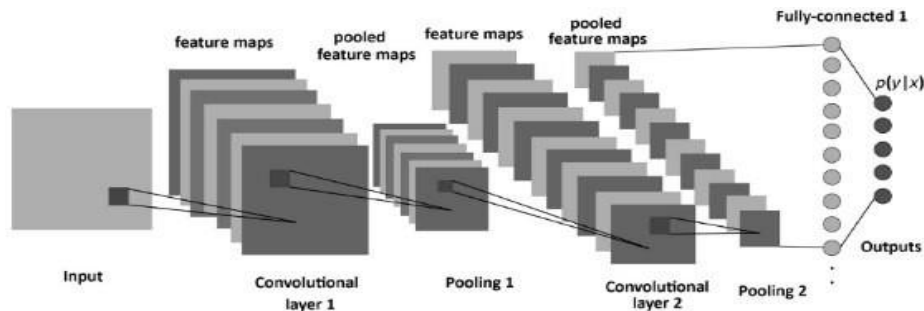 Fully-connected 1
feature maps
pooled
feature maps
feature maps
pooled
feature maps
p(y|x)
Input
Convolutional
layer 1
Pooling 1
Convolutional
layer 2
Pooling 2
Outputs